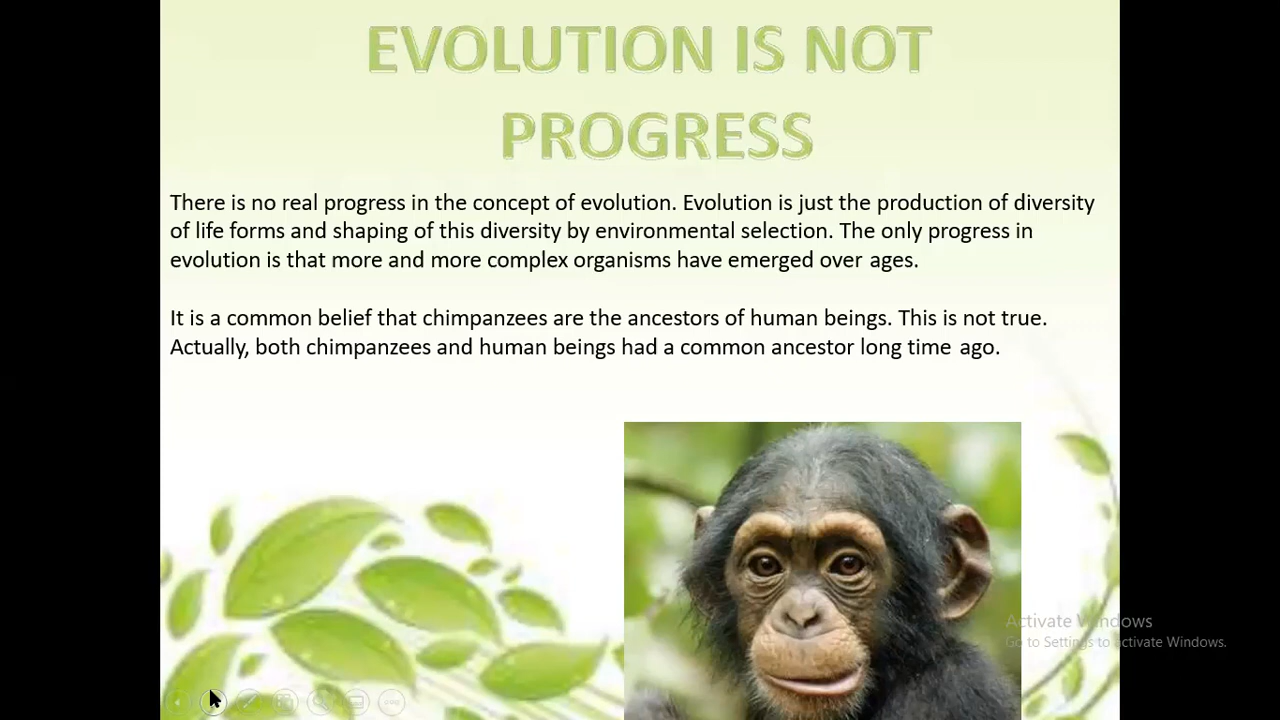 EVOLUTION IS NOT
PROGRESS
There is no real progress in the concept of evolution. Evolution is just the production of diversity
of life forms and shaping of this diversity by environmental selection. The only progress in
evolution is that more and more complex organisms have emerged over ages.
It is a common belief that chimpanzees are the ancestors of human beings. This is not true.
Actually, both chimpanzees and human beings had a common ancestor long time ago.
Activate Windows
Go to Settings to activate Windows.